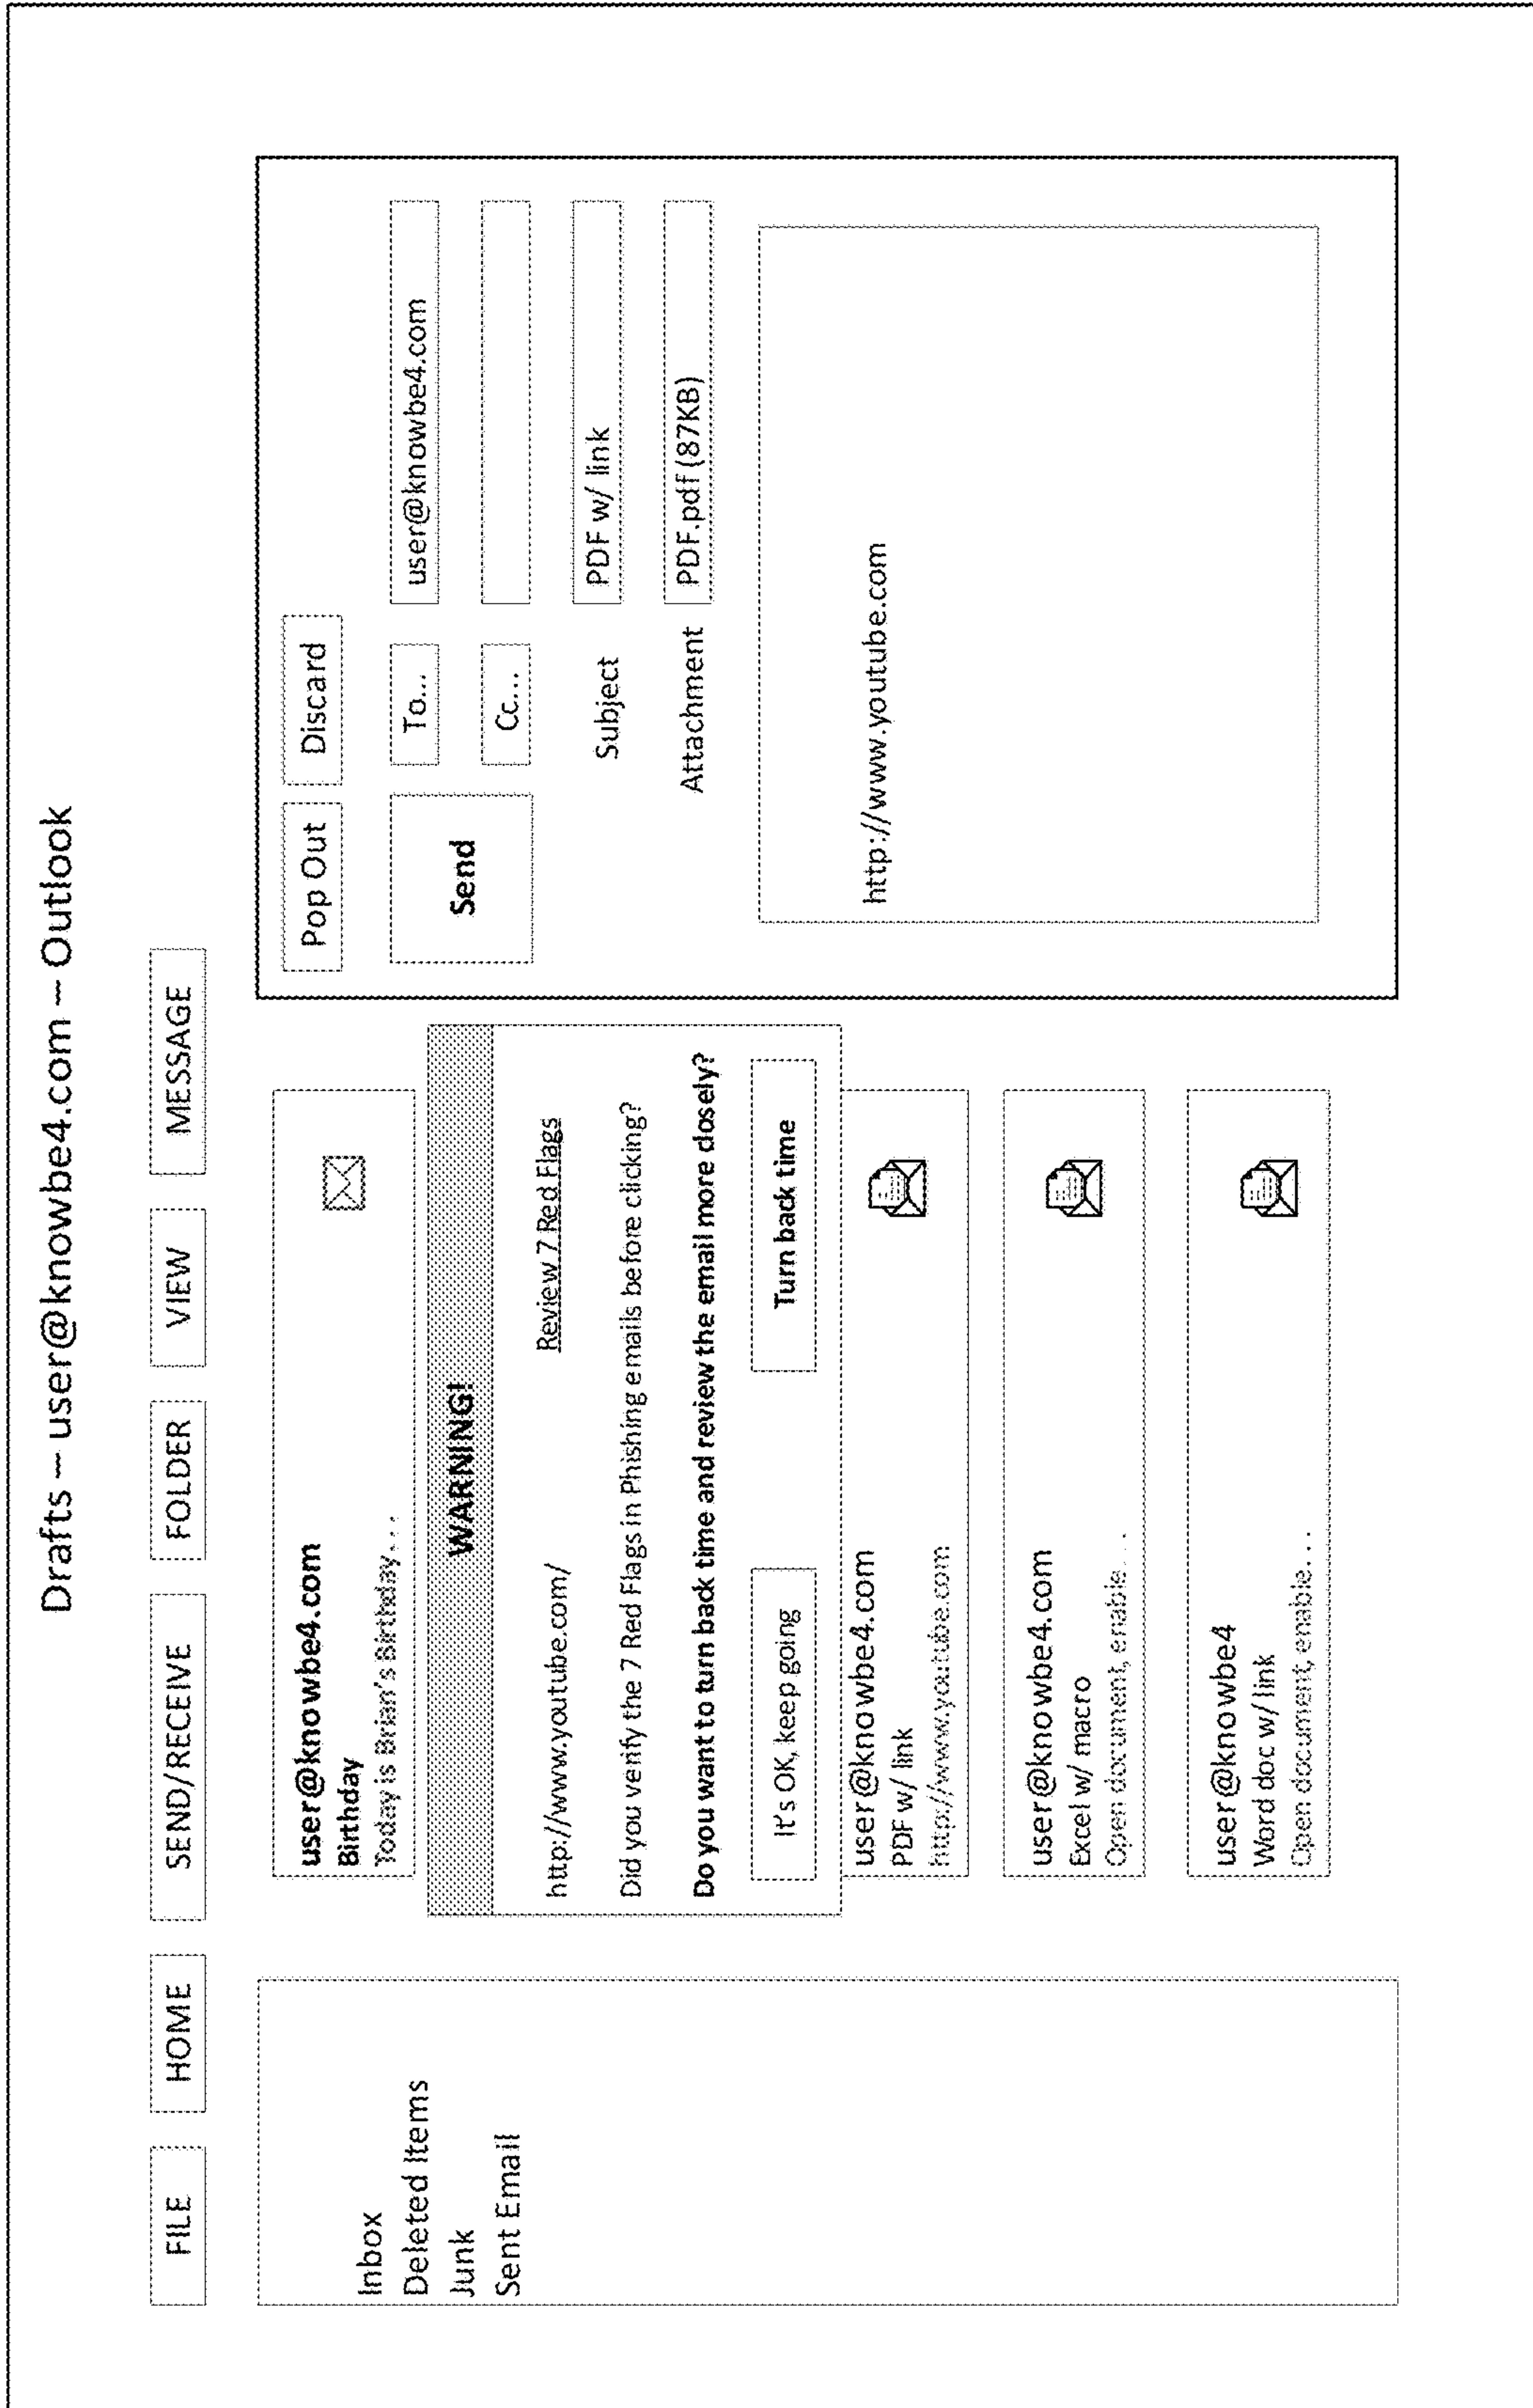 Drafts – user@knowbe4.com – Outlook
FILE HOME SEND/RECEIVE FOLDER VIEW MESSAGE
Inbox
Deleted Items
Junk
Sent Email
user@knowbe4.com
Birthday
Today is Brian's Birthday...
WARNING!
http://www.youtube.com/ Review 7 Red Flags
Did you verify the 7 Red Flags in Phishing emails before clicking?
Do you want to turn back time and review the email more closely?
It's OK, keep going Turn back time
user@knowbe4.com
PDF w/ link
http://www.youtube.com
user@knowbe4.com
Excel w/ macro
Open document, enable...
user@knowbe4
Word doc w/ link
Open document, enable...
Pop Out Discard
Send
To... user@knowbe4.com
Cc...
Subject PDF w/ link
Attachment PDF.pdf (87KB)
http://www.youtube.com